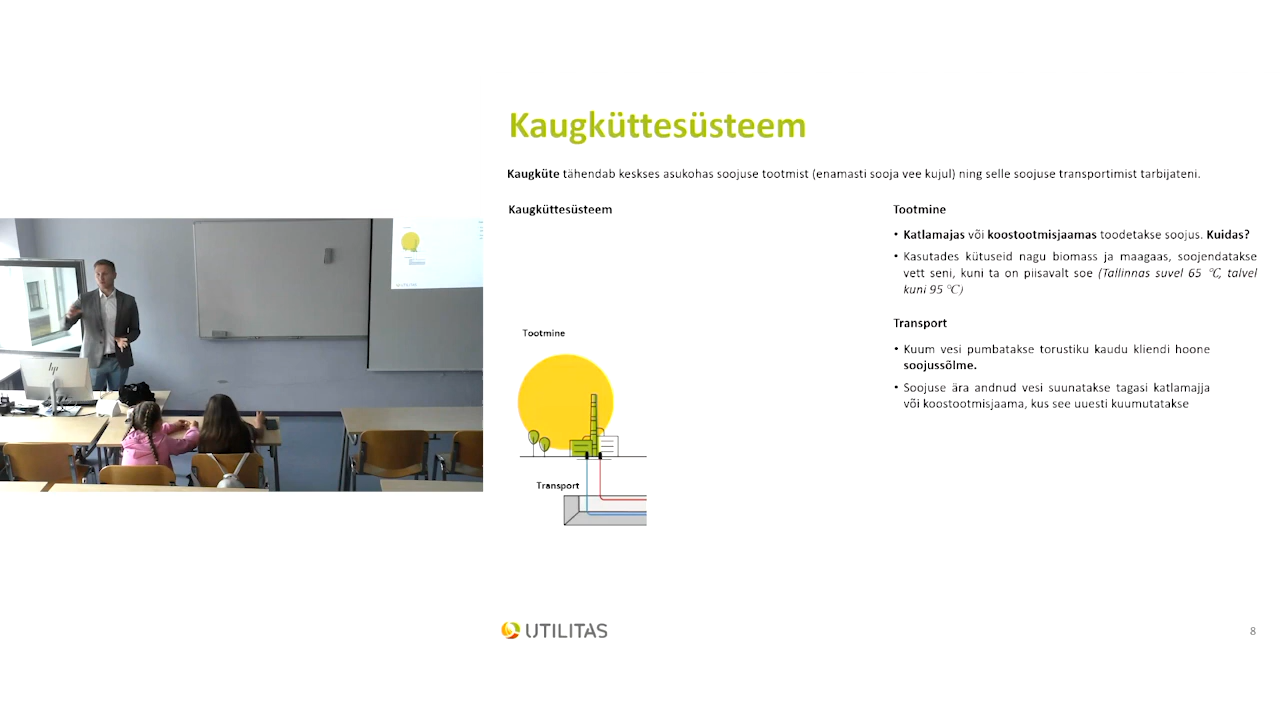 Kaugküttesüsteem
Kaugküte tähendab keskses asukohas soojuse tootmist (enamasti sooja vee kujul) ning selle soojuse transportimist tarbijateni.
Kaugküttesüsteem
Tootmine
Transport
Tootmine
• Katlamajas või koostootmisjaamas toodetakse soojus. Kuidas?
• Kasutades kütuseid nagu biomass ja maagaas, soojendatakse
vett seni, kuni ta on piisavalt soe (Tallinnas suvel 65 °C, talvel
kuni 95 °C)
Transport
• Kuum vesi pumbatakse torustiku kaudu kliendi hoone
soojussõlme.
• Soojuse ära andnud vesi suunatakse tagasi katlamajja
või koostootmisjaama, kus see uuesti kuumutatakse
UTILITAS
8
hp